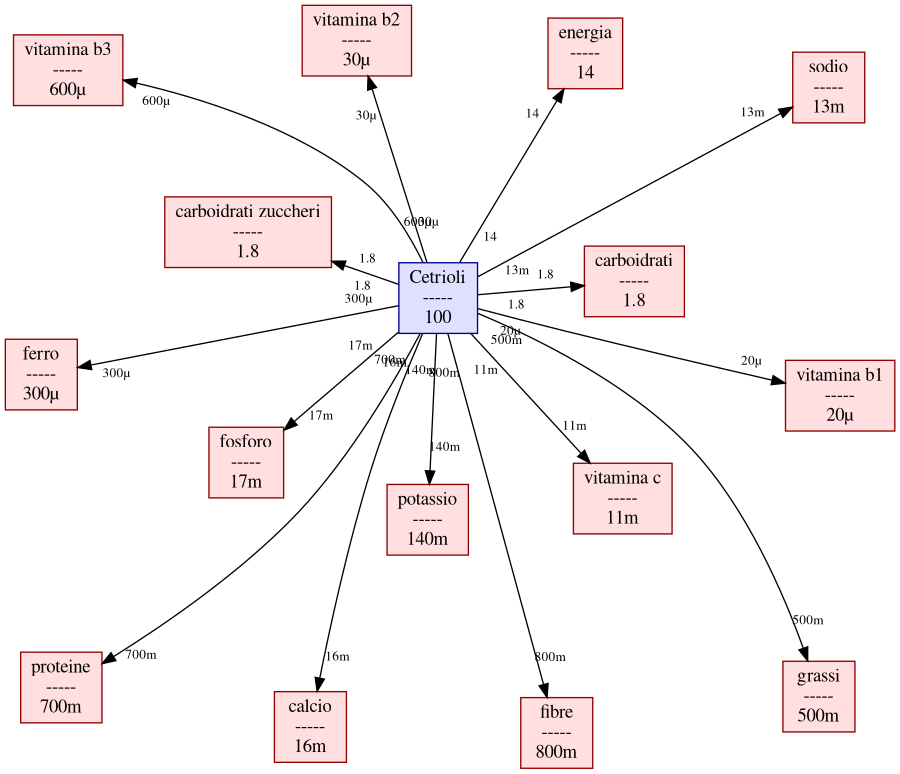 vitamina b2
-----
30µ
vitamina b3
-----
600µ
energia
-----
14
sodio
-----
13m
600µ
30µ
14
13m
carboidrati zuccheri
-----
1.8
600µ
30µ
14
carboidrati
-----
1.8
1.8
13m
1.8
Cetrioli
-----
100
1.8
300µ
1.8
20µ
500m
ferro
-----
300µ
300µ
17m
700m
16m
140m
800m
11m
20µ
vitamina b1
-----
20µ
17m
11m
fosforo
-----
17m
140m
vitamina c
-----
11m
potassio
-----
140m
500m
700m
16m
800m
proteine
-----
700m
grassi
-----
500m
calcio
-----
16m
fibre
-----
800m